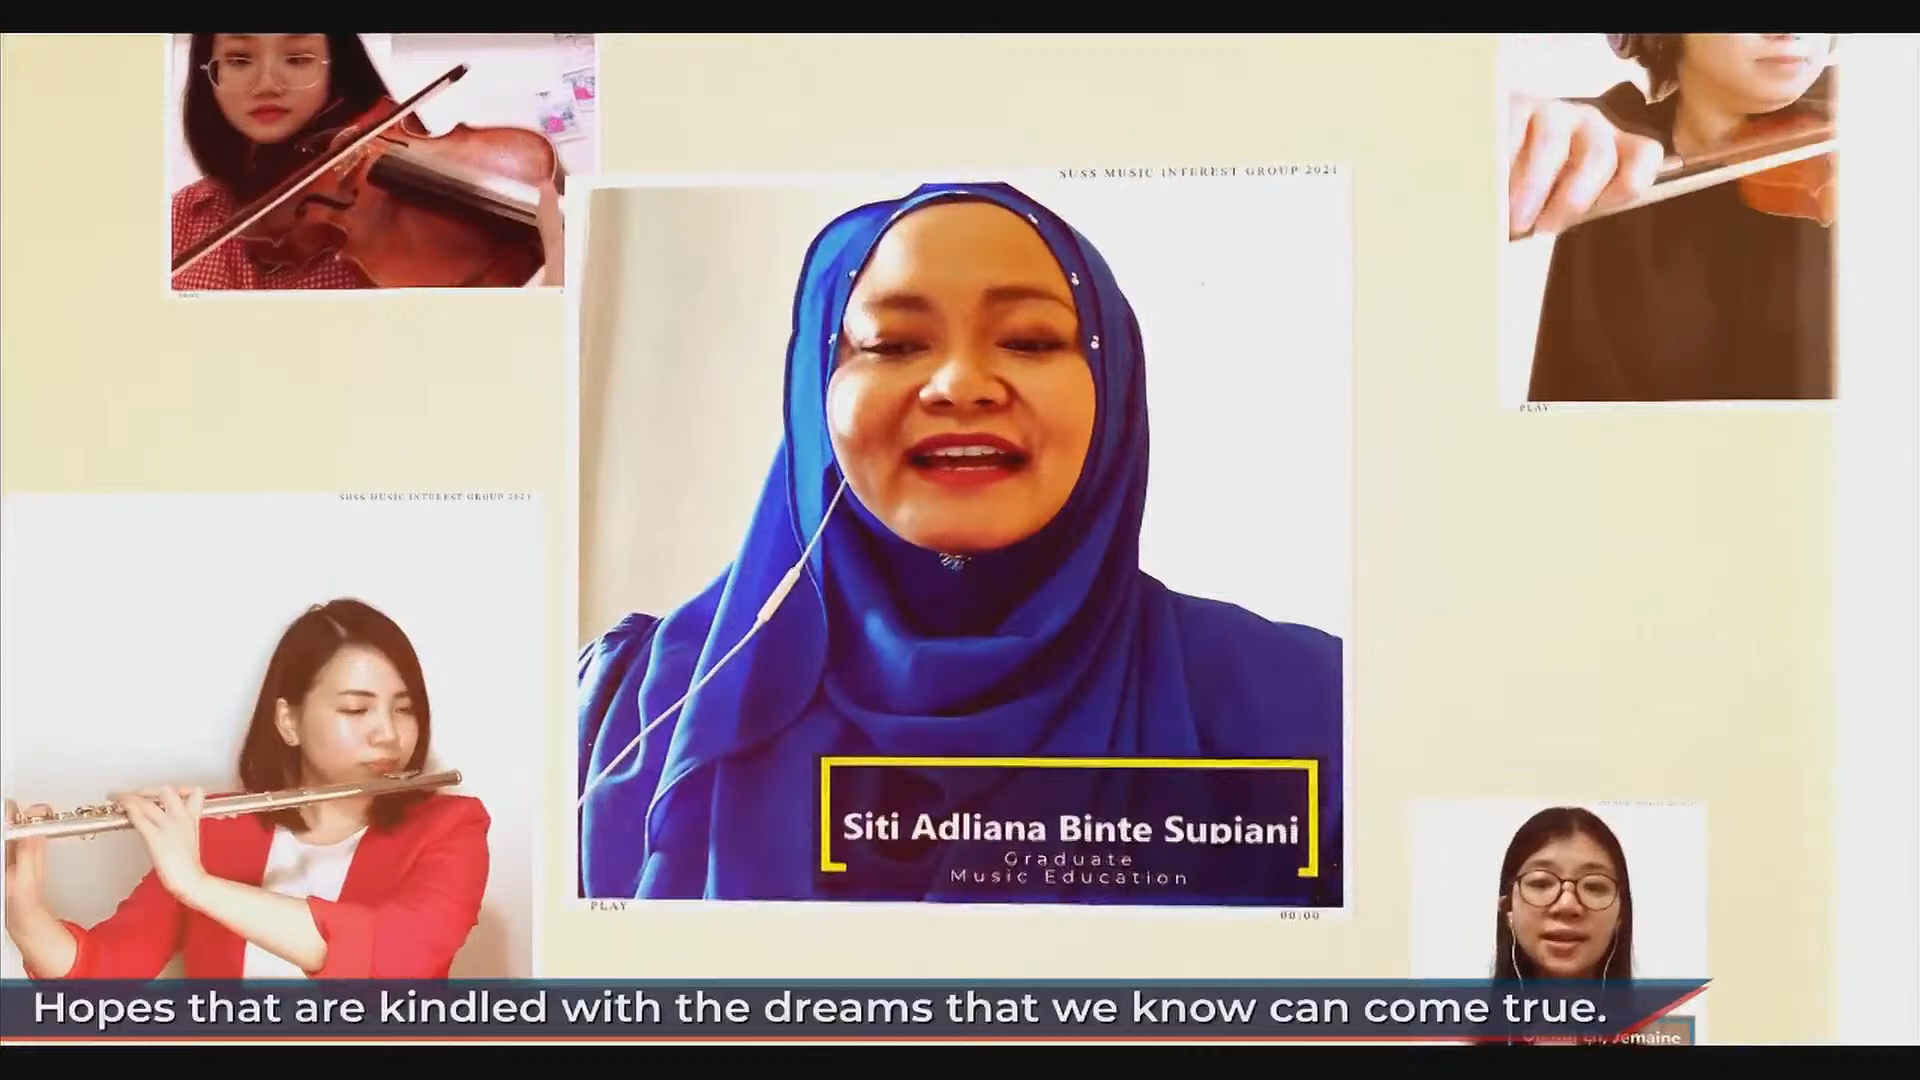 SUSS MUSIC INTEREST GROUP 2021
PLAY
SUSS MUSIC INTEREST GROUP 2021
Siti Adliana Binte Supiani
Graduate
Music Education
PLAY
00:00
Hopes that are kindled with the dreams that we know can come true.
Jemaine